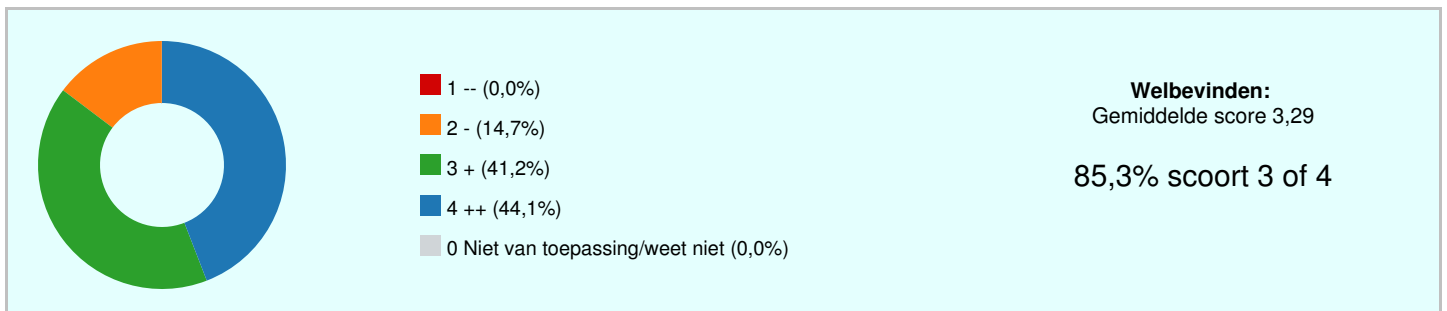 1 -- (0,0%)
2 - (14,7%)
3 + (41,2%)
4 ++ (44,1%)
0 Niet van toepassing/weet niet (0,0%)
Welbevinden:
Gemiddelde score 3,29
85,3% scoort 3 of 4